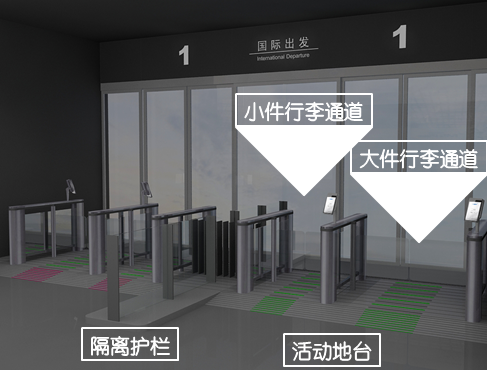 国际出发
International Departure
1
1
小件行李通道
大件行李通道
隔离护栏
活动地台